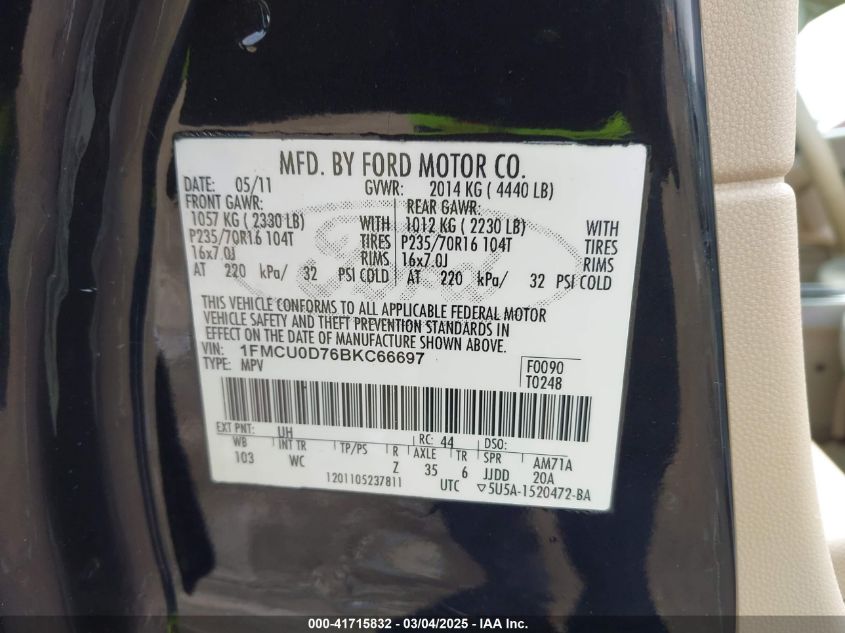 MFD. BY FORD MOTOR CO.
DATE: 05/11 GVWR: 2014 KG ( 4440 LB)
FRONT GAWR: REAR GAWR:
1057 KG ( 2330 LB) WITH 1012 KG ( 2230 LB) WITH
P235/70R16 104T TIRES P235/70R16 104T TIRES
16x7.0J RIMS 16x7.0J RIMS
AT 220 kPa/ 32 PSI COLD AT 220 kPa/ 32 PSI COLD
Ford
THIS VEHICLE CONFORMS TO ALL APPLICABLE FEDERAL MOTOR
VEHICLE SAFETY AND THEFT PREVENTION STANDARDS IN
EFFECT ON THE DATE OF MANUFACTURE SHOWN ABOVE.
VIN: 1FMCU0D76BKC66697
TYPE: MPV
F0090
T0248
EXT PNT: UH RC: 44 DSO:
WB INT TR TP/PS R AXLE TR SPR AM71A
103 WC Z 35 6 JJDD 20A
1201105237811 UTC ▽5U5A-1520472-BA
000-41715832 - 03/04/2025 - IAA Inc.